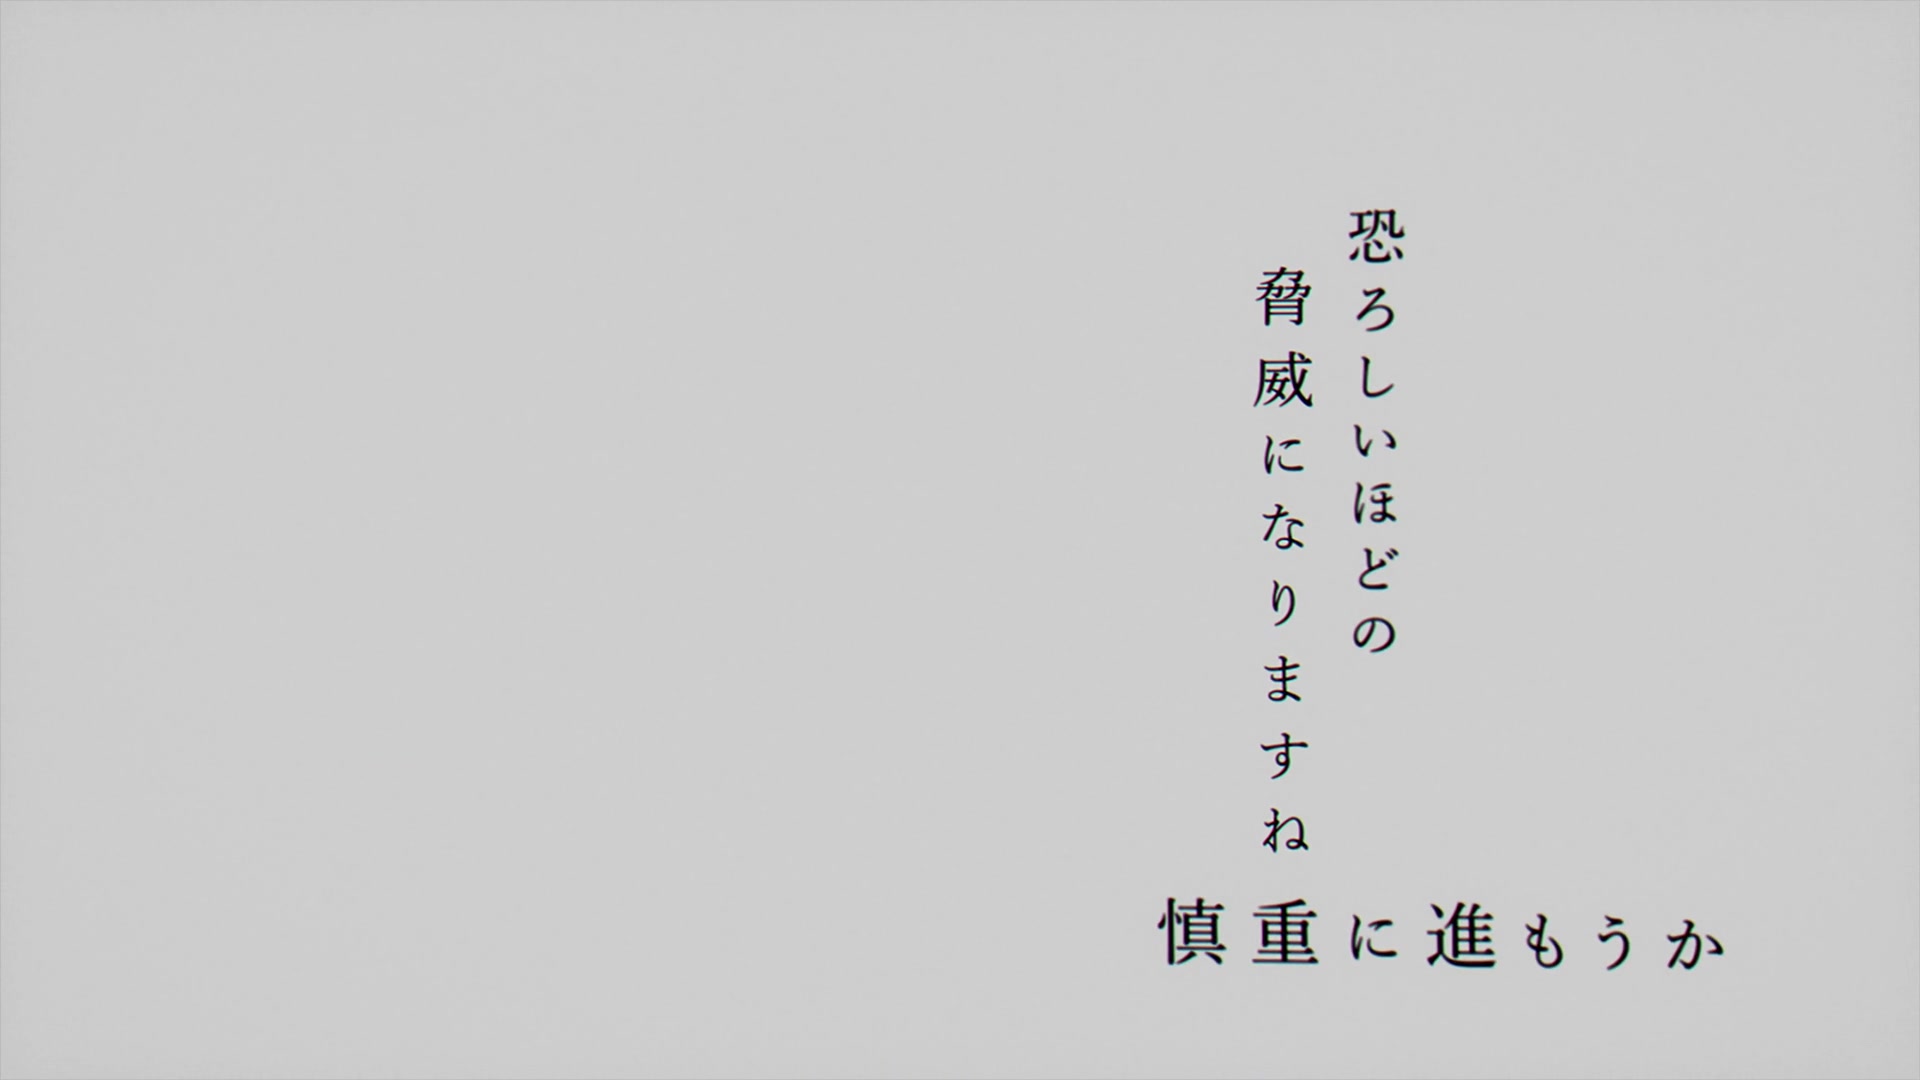 恐ろしいほどの
脅威になりますね
慎重に進もうか